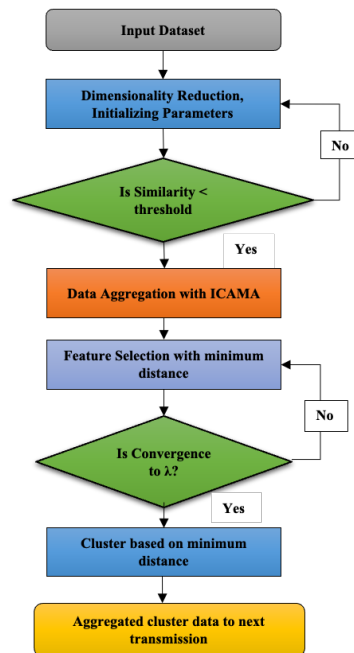 Input Dataset
Dimensionality Reduction,
Initializing Parameters
No
Is Similarity <
threshold
Yes
Data Aggregation with ICAMA
Feature Selection with minimum
distance
No
Is Convergence
to λ?
Yes
Cluster based on minimum
distance
Aggregated cluster data to next
transmission